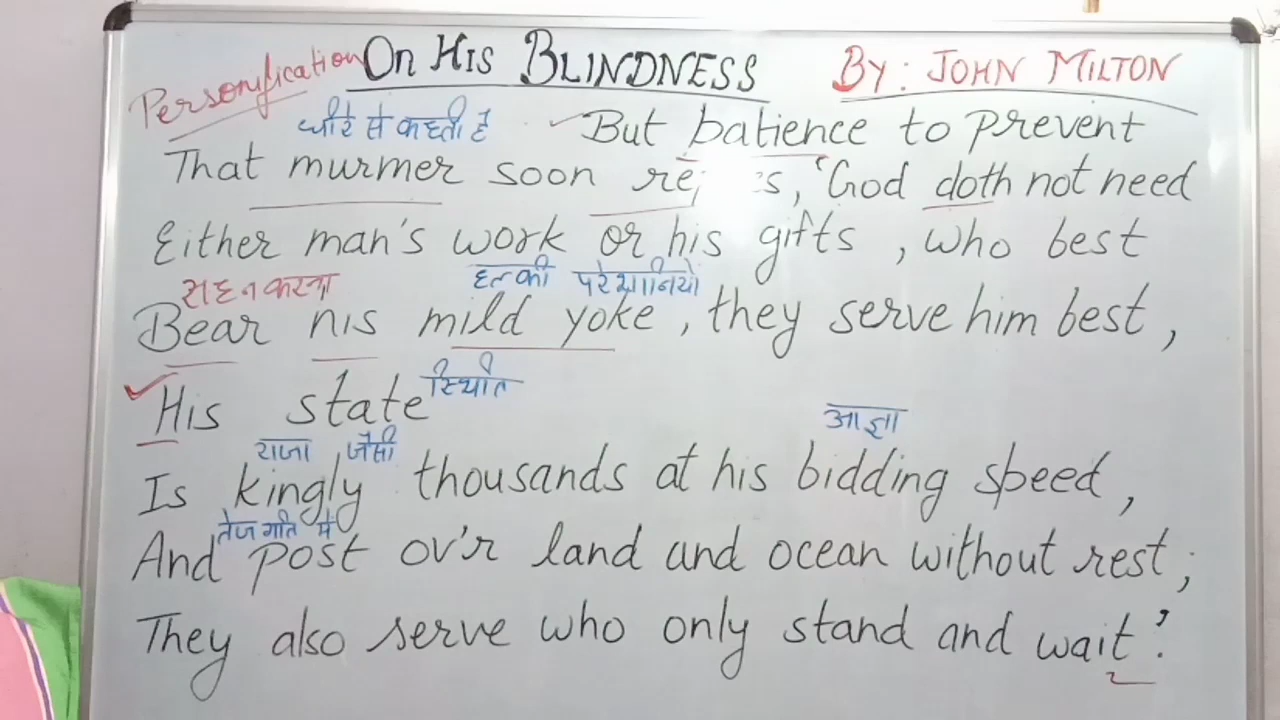 Personification On His BLINDNESS By: JOHN MILTON
धीरे से कहती है But patience to prevent
That murmer soon s, 'God doth not need
Either man's work or his gifts, who best
सहन करना हल्की परेशानियों
Bear his mild yoke, they serve him best,
His state स्थिति
राजा जैसी आज्ञा
Is kingly thousands at his bidding speed,
तेज गति में
And post ov'r land and ocean without rest;
They also serve who only stand and wait.'